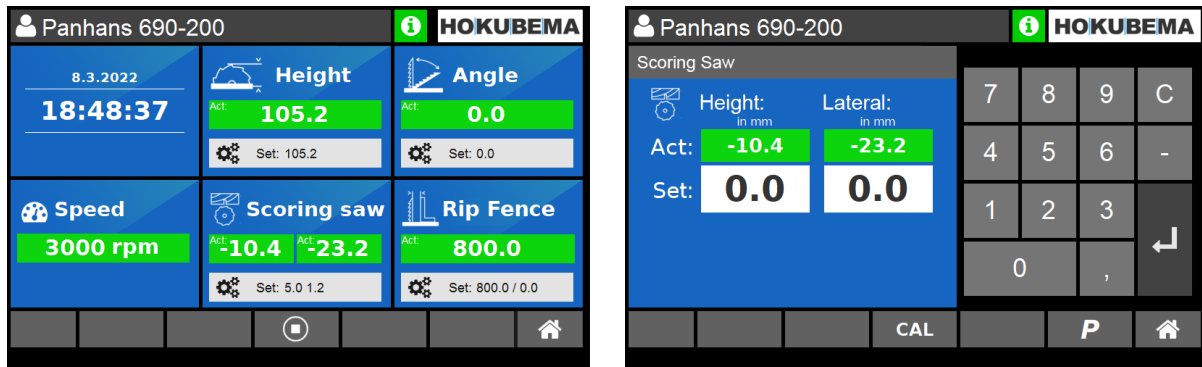 Panhans 690-200
i
HOKUBEMA
8.3.2022
18:48:37
Height
Act:
105.2
Set: 105.2
Angle
Act:
0.0
Set: 0.0
Speed
3000 rpm
Scoring saw
Act: -10.4 Act: -23.2
Set: 5.0 1.2
Rip Fence
Act:
800.0
Set: 800.0 / 0.0
Panhans 690-200
i
HOKUBEMA
Scoring Saw
Height: Lateral:
in mm in mm
Act: -10.4 -23.2
Set: 0.0 0.0
7 8 9 C
4 5 6 -
1 2 3
0 ,
CAL P